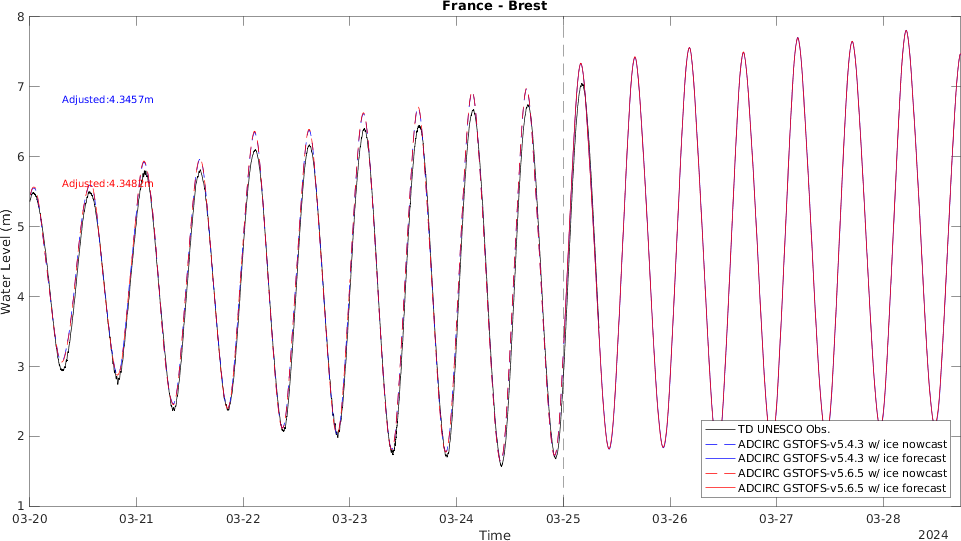 France - Brest
8
7
6
5
4
3
2
1
Water Level (m)
Adjusted:4.3457m
Adjusted:4.3482m
TD UNESCO Obs.
ADCIRC GSTOFS-v5.4.3 w/ ice nowcast
ADCIRC GSTOFS-v5.4.3 w/ ice forecast
ADCIRC GSTOFS-v5.6.5 w/ ice nowcast
ADCIRC GSTOFS-v5.6.5 w/ ice forecast
03-20 03-21 03-22 03-23 03-24 03-25 03-26 03-27 03-28
Time
2024